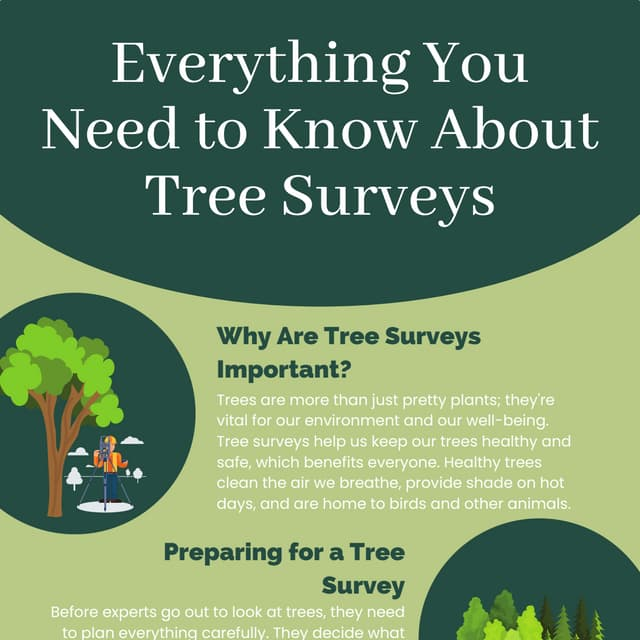 Everything You
Need to Know About
Tree Surveys
Why Are Tree Surveys
Important?
Trees are more than just pretty plants; they're
vital for our environment and our well-being.
Tree surveys help us keep our trees healthy and
safe, which benefits everyone. Healthy trees
clean the air we breathe, provide shade on hot
days, and are home to birds and other animals.
Preparing for a Tree
Survey
Before experts go out to look at trees, they need
to plan everything carefully. They decide what